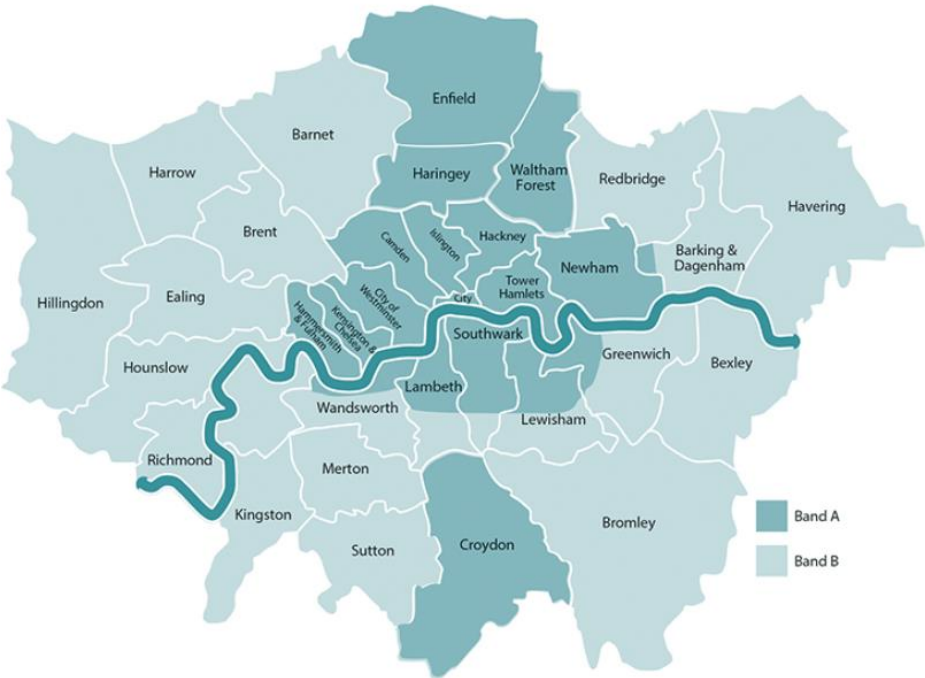 Enfield
Barnet
Harrow
Haringey
Waltham
Forest
Redbridge
Havering
Brent
Camden
Islington
Hackney
Barking &
Dagenham
Newham
Tower
Hamlets
Hillingdon
Ealing
City of
Westminster
City
Kensington &
Chelsea
Hammersmith
& Fulham
Southwark
Greenwich
Bexley
Hounslow
Lambeth
Wandsworth
Lewisham
Richmond
Merton
Kingston
Sutton
Croydon
Bromley
Band A
Band B